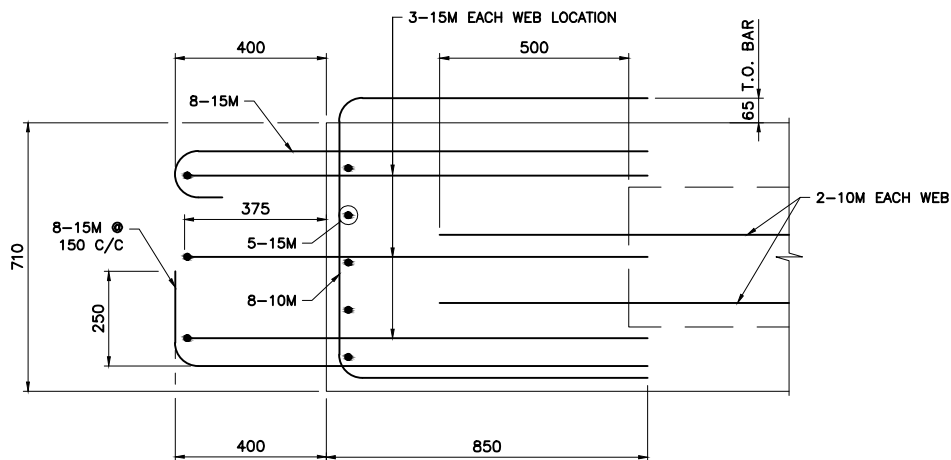 3-15M EACH WEB LOCATION
400
500
65 T.O. BAR
8-15M
375
2-10M EACH WEB
8-15M @
150 C/C
5-15M
710
8-10M
250
400
850